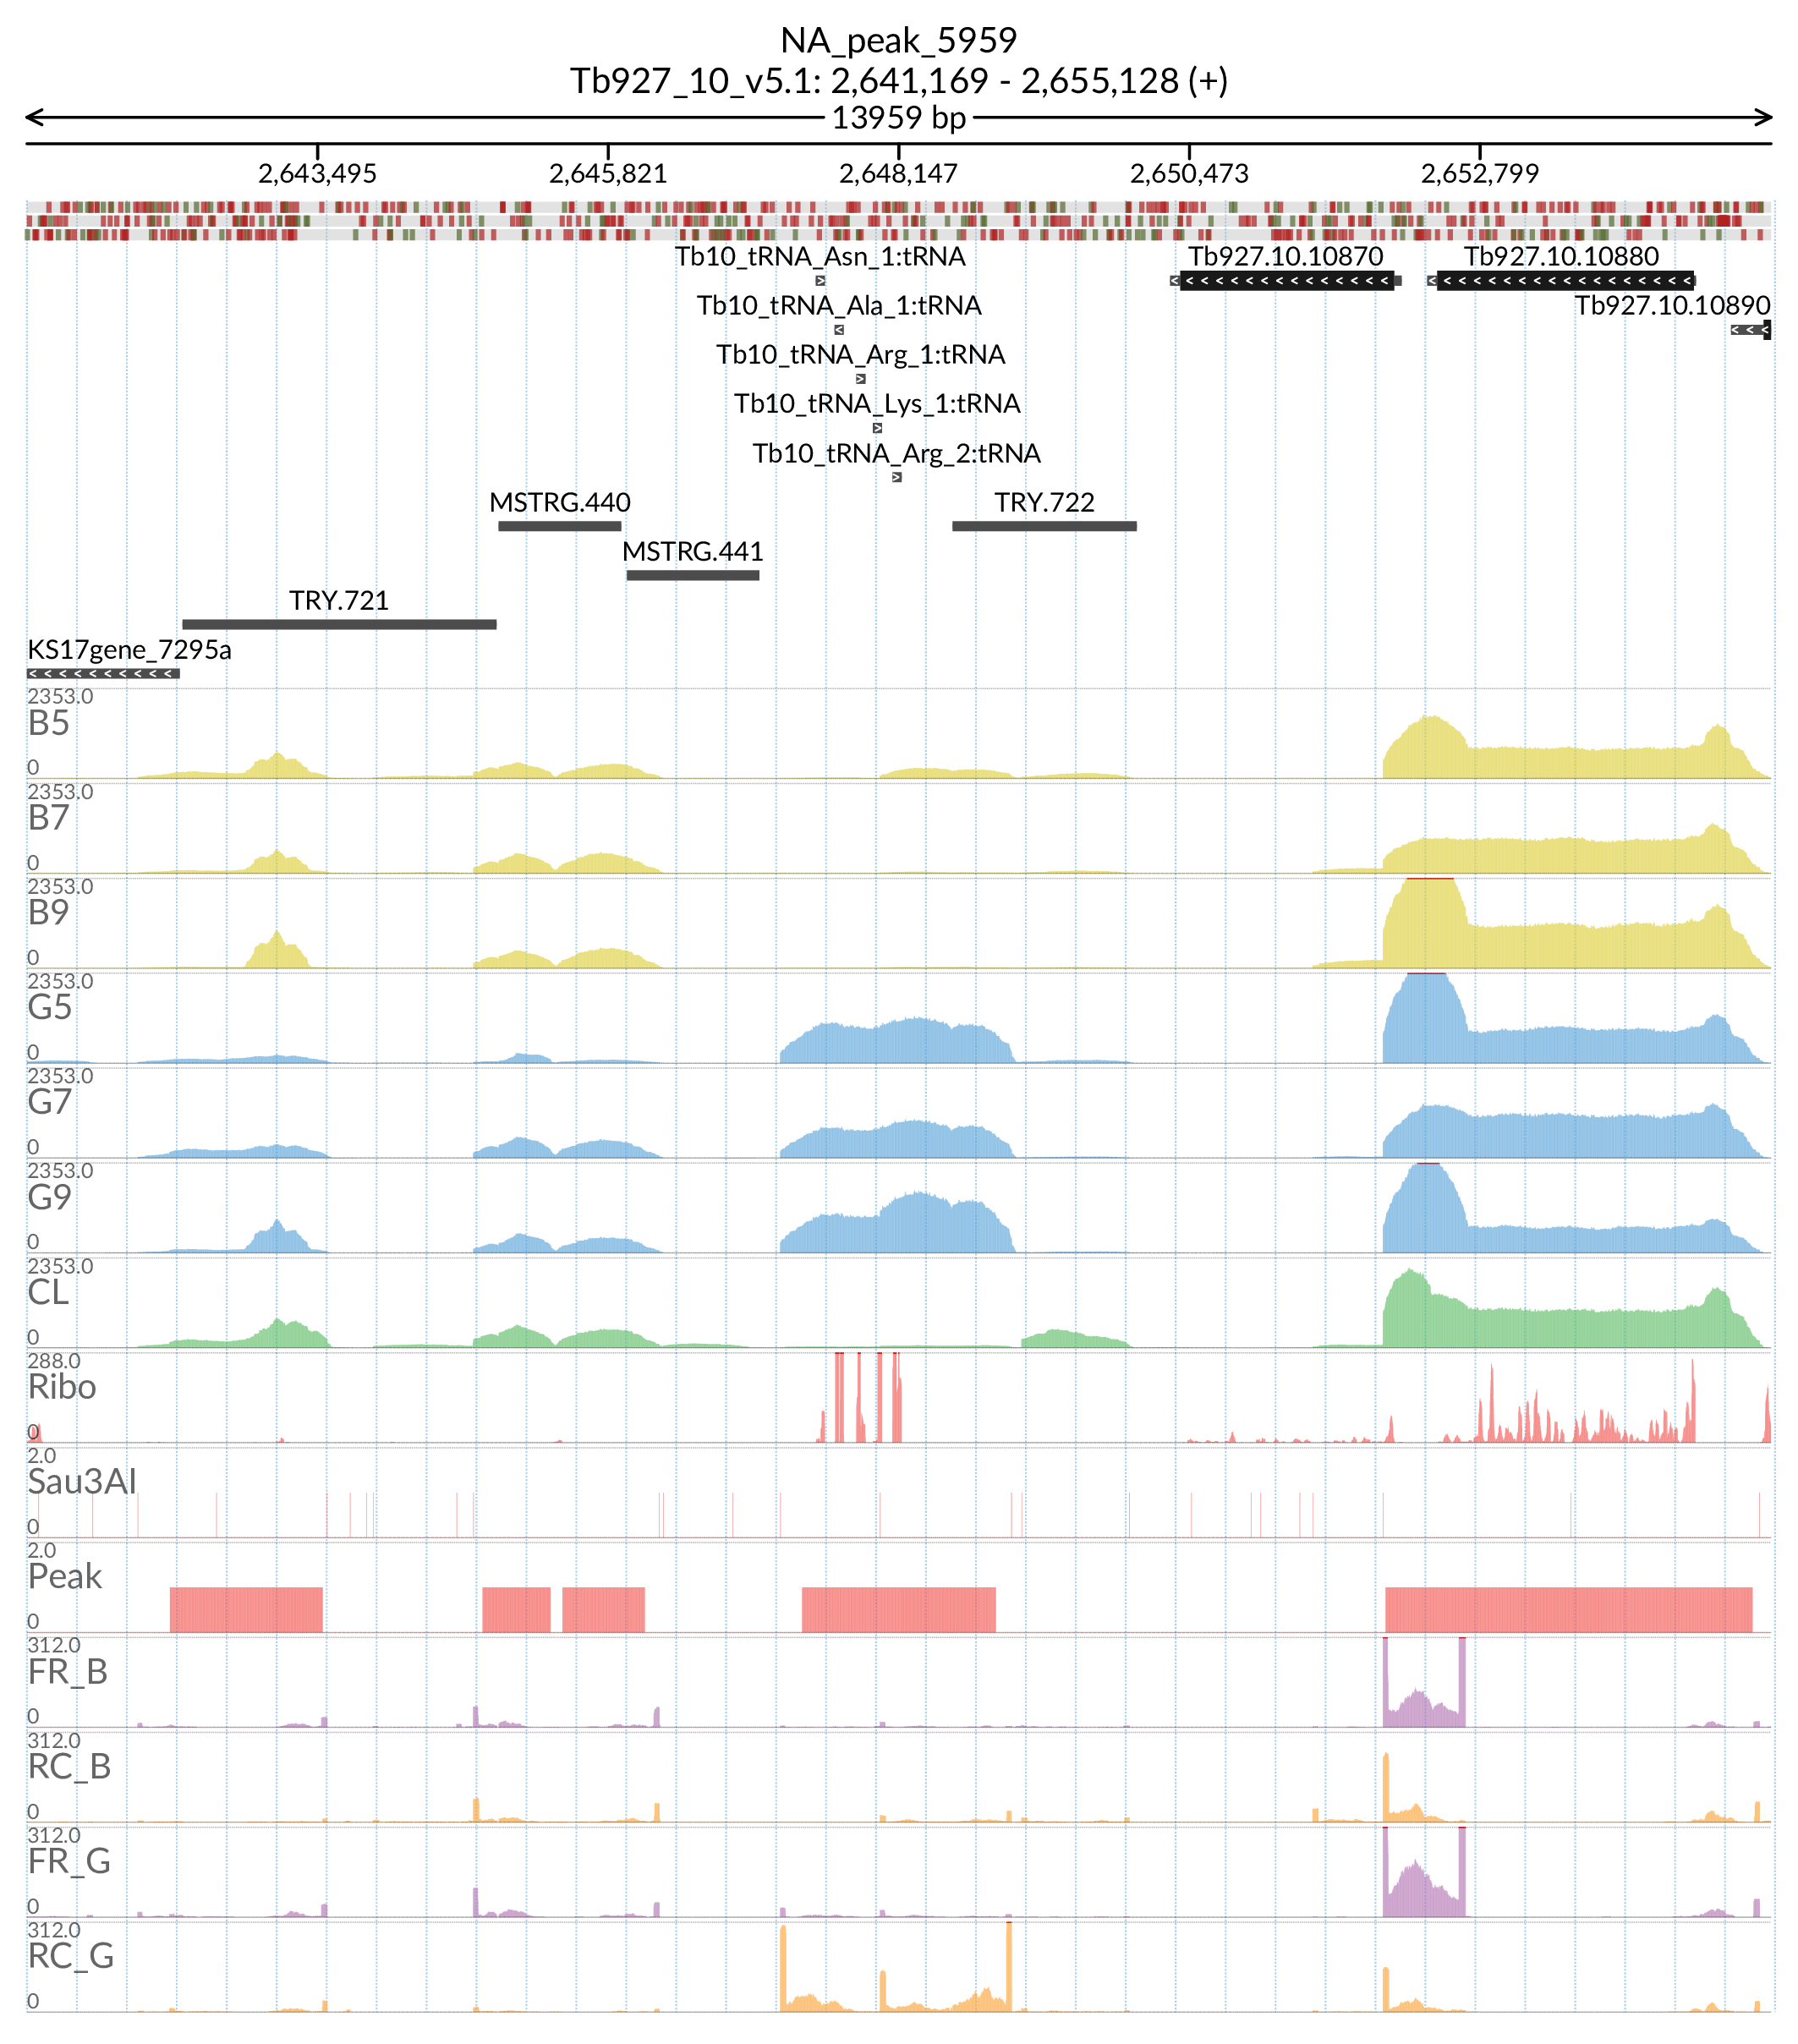 NA_peak_5959
Tb927_10_v5.1: 2,641,169 - 2,655,128 (+)
13959 bp
2,643,495 2,645,821 2,648,147 2,650,473 2,652,799
Tb10_tRNA_Asn_1:tRNA Tb927.10.10870 Tb927.10.10880
Tb10_tRNA_Ala_1:tRNA Tb927.10.10890
Tb10_tRNA_Arg_1:tRNA
Tb10_tRNA_Lys_1:tRNA
Tb10_tRNA_Arg_2:tRNA
MSTRG.440 TRY.722
MSTRG.441
TRY.721
KS17gene_7295a
2353.0
B5
0
2353.0
B7
0
2353.0
B9
0
2353.0
G5
0
2353.0
G7
0
2353.0
G9
0
2353.0
CL
0
288.0
Ribo
0
2.0
Sau3AI
0
2.0
Peak
0
312.0
FR_B
0
312.0
RC_B
0
312.0
FR_G
0
312.0
RC_G
0